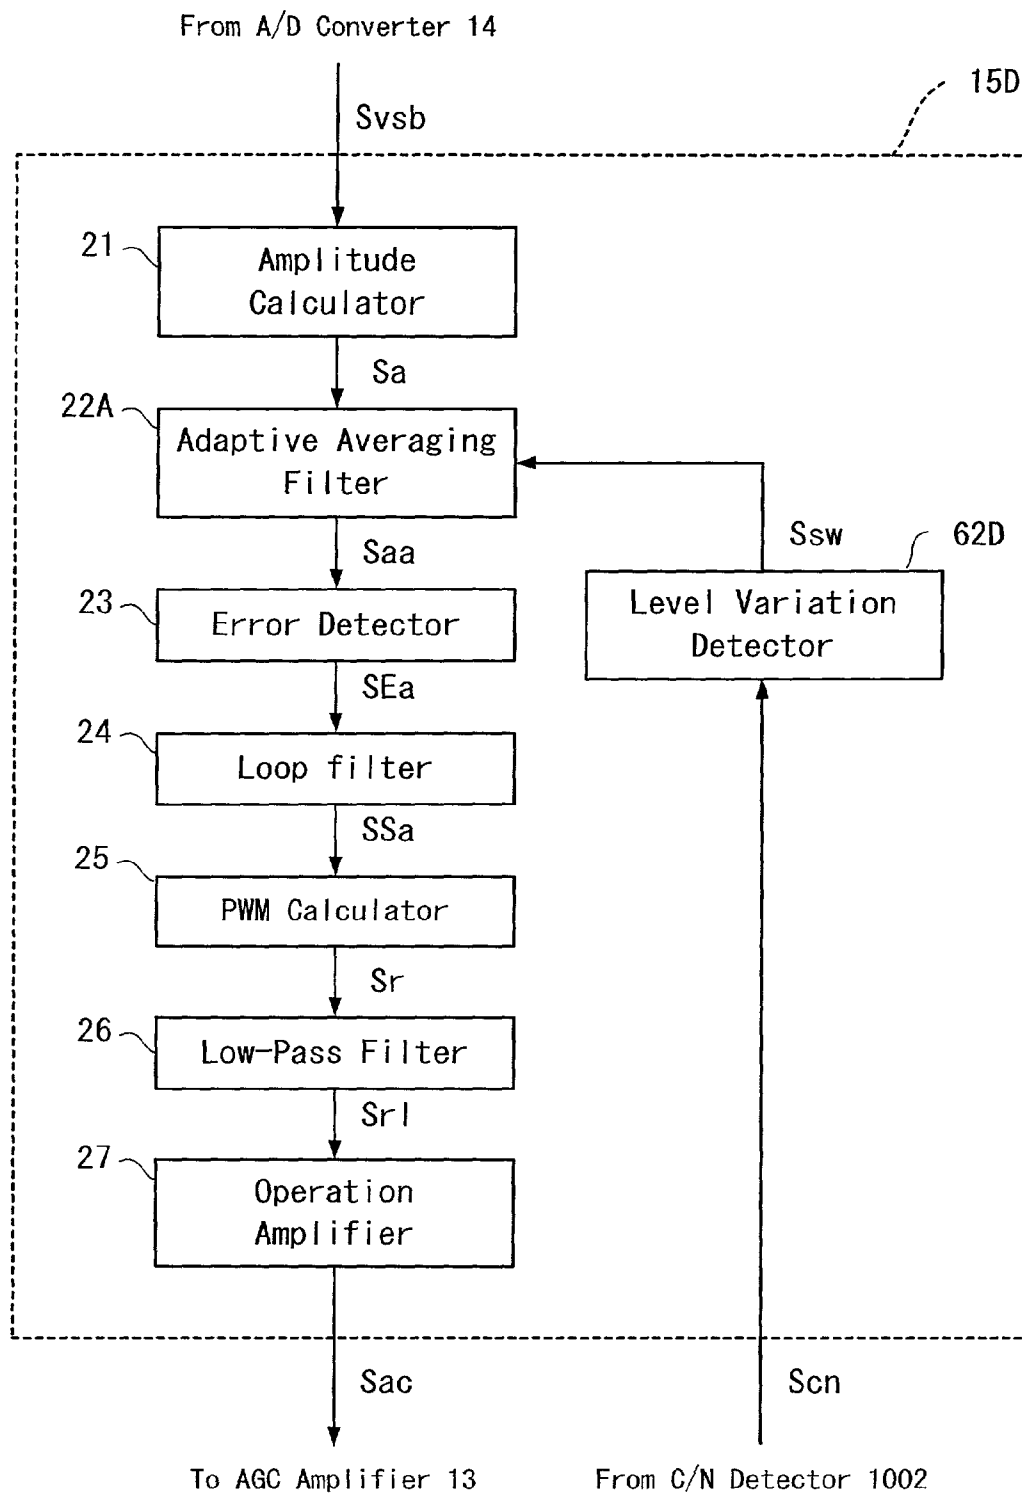 From A/D Converter 14
15D
Svsb
21
Amplitude
Calculator
Sa
22A
Adaptive Averaging
Filter
Ssw
62D
Saa
Level Variation
Detector
23
Error Detector
SEa
24
Loop filter
SSa
25
PWM Calculator
Sr
26
Low-Pass Filter
Srl
27
Operation
Amplifier
Sac
Scn
To AGC Amplifier 13
From C/N Detector 1002